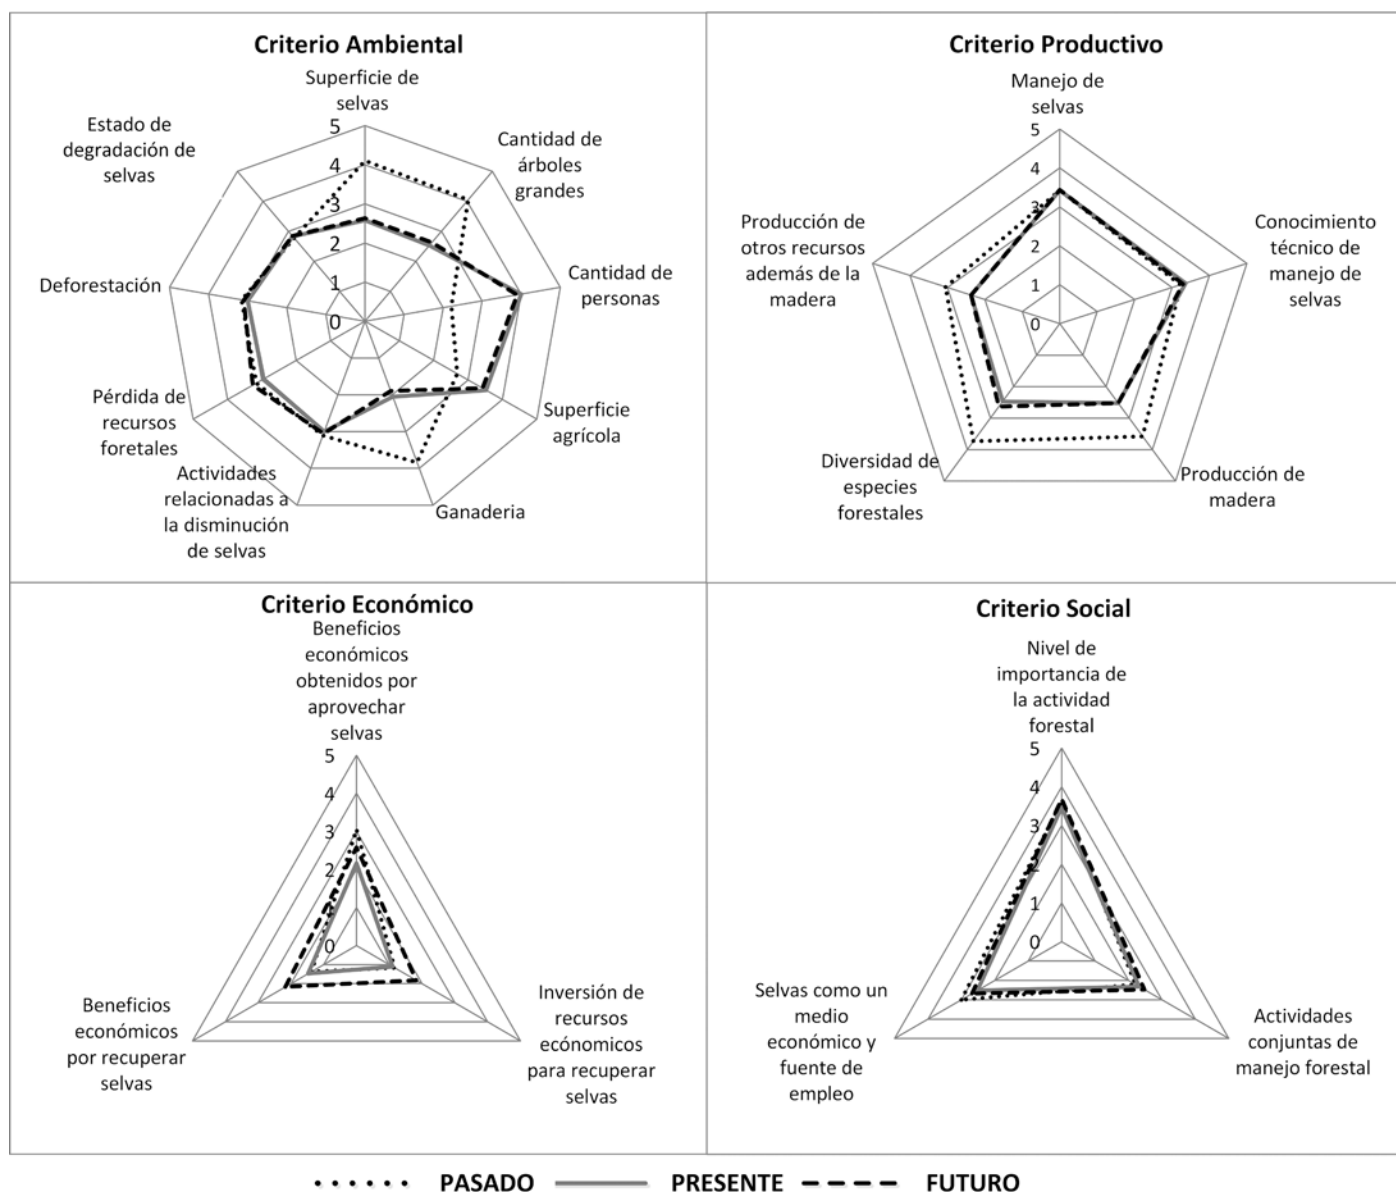 Criterio Ambiental
Superficie de
selvas
Cantidad de
árboles
grandes
Cantidad de
personas
Superficie
agrícola
Ganaderia
Actividades
relacionadas a
la disminución
de selvas
Pérdida de
recursos
foretales
Deforestación
Estado de
degradación de
selvas
5
4
3
2
1
0
Criterio Productivo
Manejo de
selvas
Conocimiento
técnico de
manejo de
selvas
Producción de
madera
Diversidad de
especies
forestales
Producción de
otros recursos
además de la
madera
5
4
3
2
1
0
Criterio Económico
Beneficios
económicos
obtenidos por
aprovechar
selvas
Inversión de
recursos
ecónomicos
para recuperar
selvas
Beneficios
económicos
por recuperar
selvas
5
4
3
2
0
Criterio Social
Nivel de
importancia de
la actividad
forestal
Actividades
conjuntas de
manejo forestal
Selvas como un
medio
económico y
fuente de
empleo
5
4
3
2
1
0
PASADO PRESENTE FUTURO